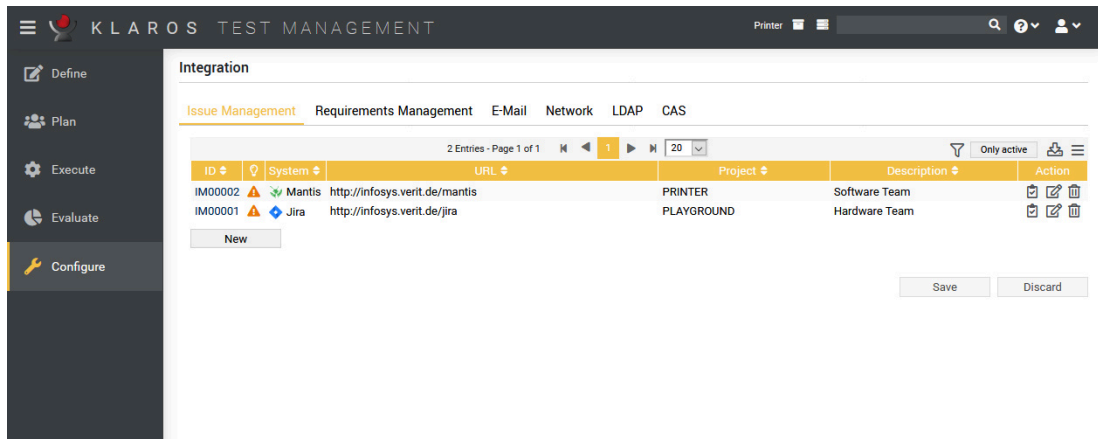 KLAROS TEST MANAGEMENT Printer
Define
Plan
Execute
Evaluate
Configure
Integration
Issue Management Requirements Management E-Mail Network LDAP CAS
2 Entries - Page 1 of 1 1 20 Only active
ID System URL Project Description Action
IM00002 Mantis http://infosys.verit.de/mantis PRINTER Software Team
IM00001 Jira http://infosys.verit.de/jira PLAYGROUND Hardware Team
New
Save Discard